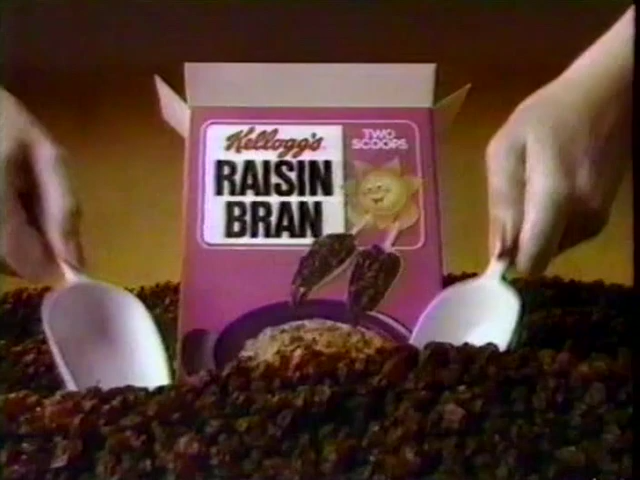 Kellogg's
RAISIN
BRAN
TWO
SCOOPS